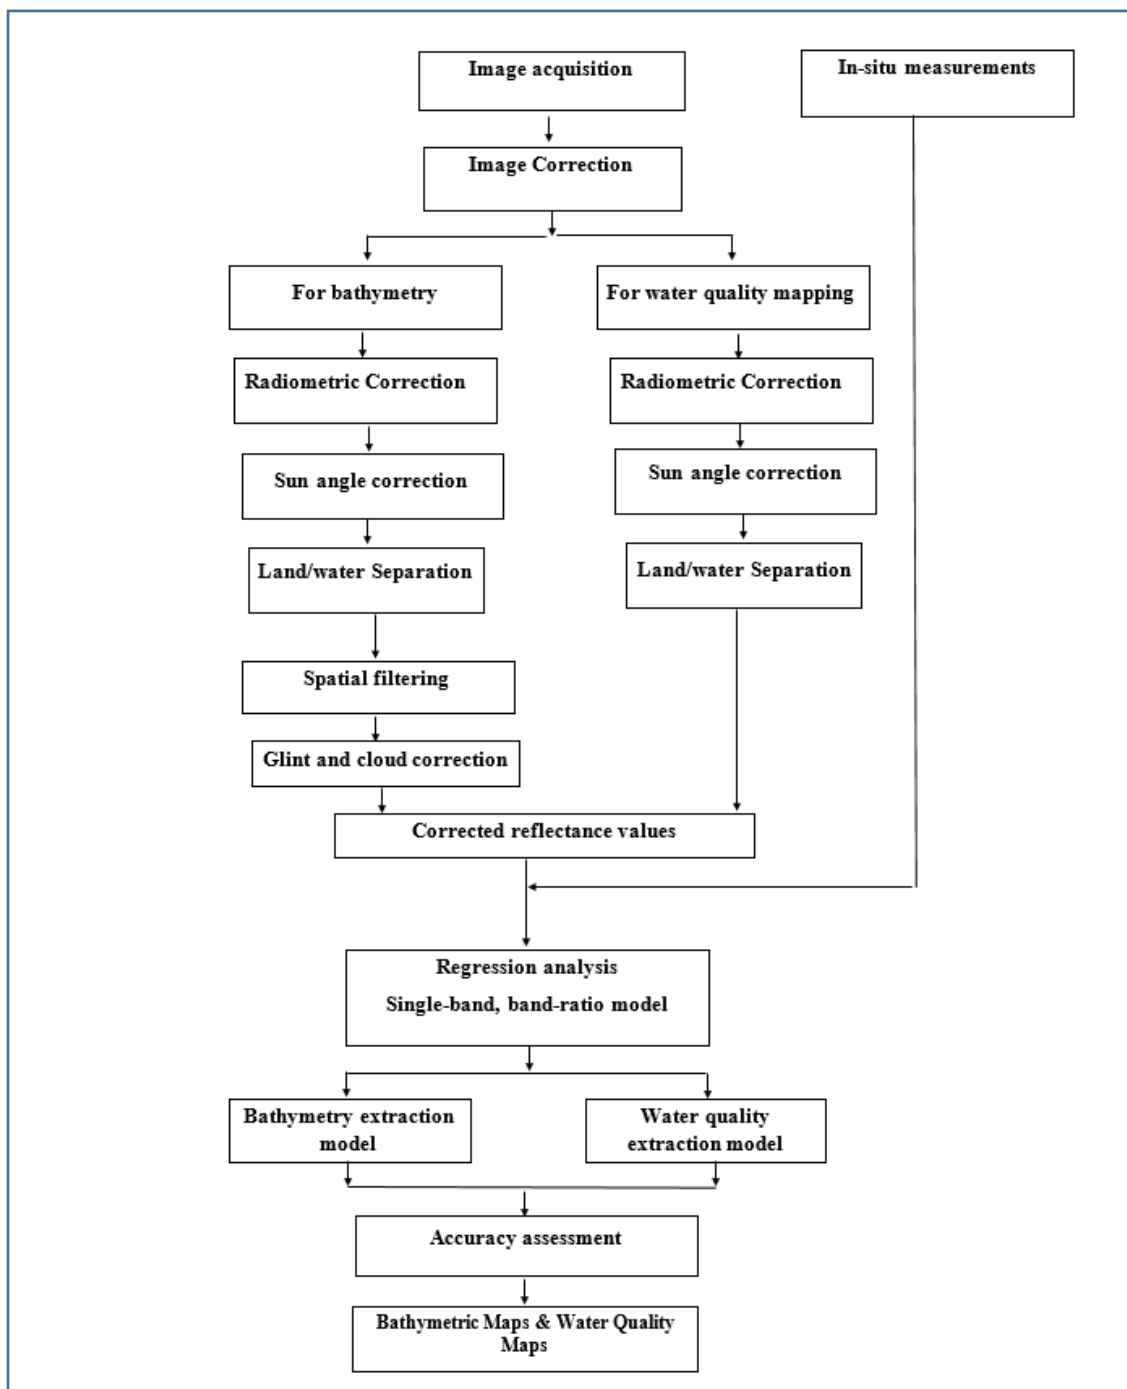 Image acquisition
In-situ measurements
Image Correction
For bathymetry
For water quality mapping
Radiometric Correction
Radiometric Correction
Sun angle correction
Sun angle correction
Land/water Separation
Land/water Separation
Spatial filtering
Glint and cloud correction
Corrected reflectance values
Regression analysis
Single-band, band-ratio model
Bathymetry extraction
model
Water quality
extraction model
Accuracy assessment
Bathymetric Maps & Water Quality
Maps